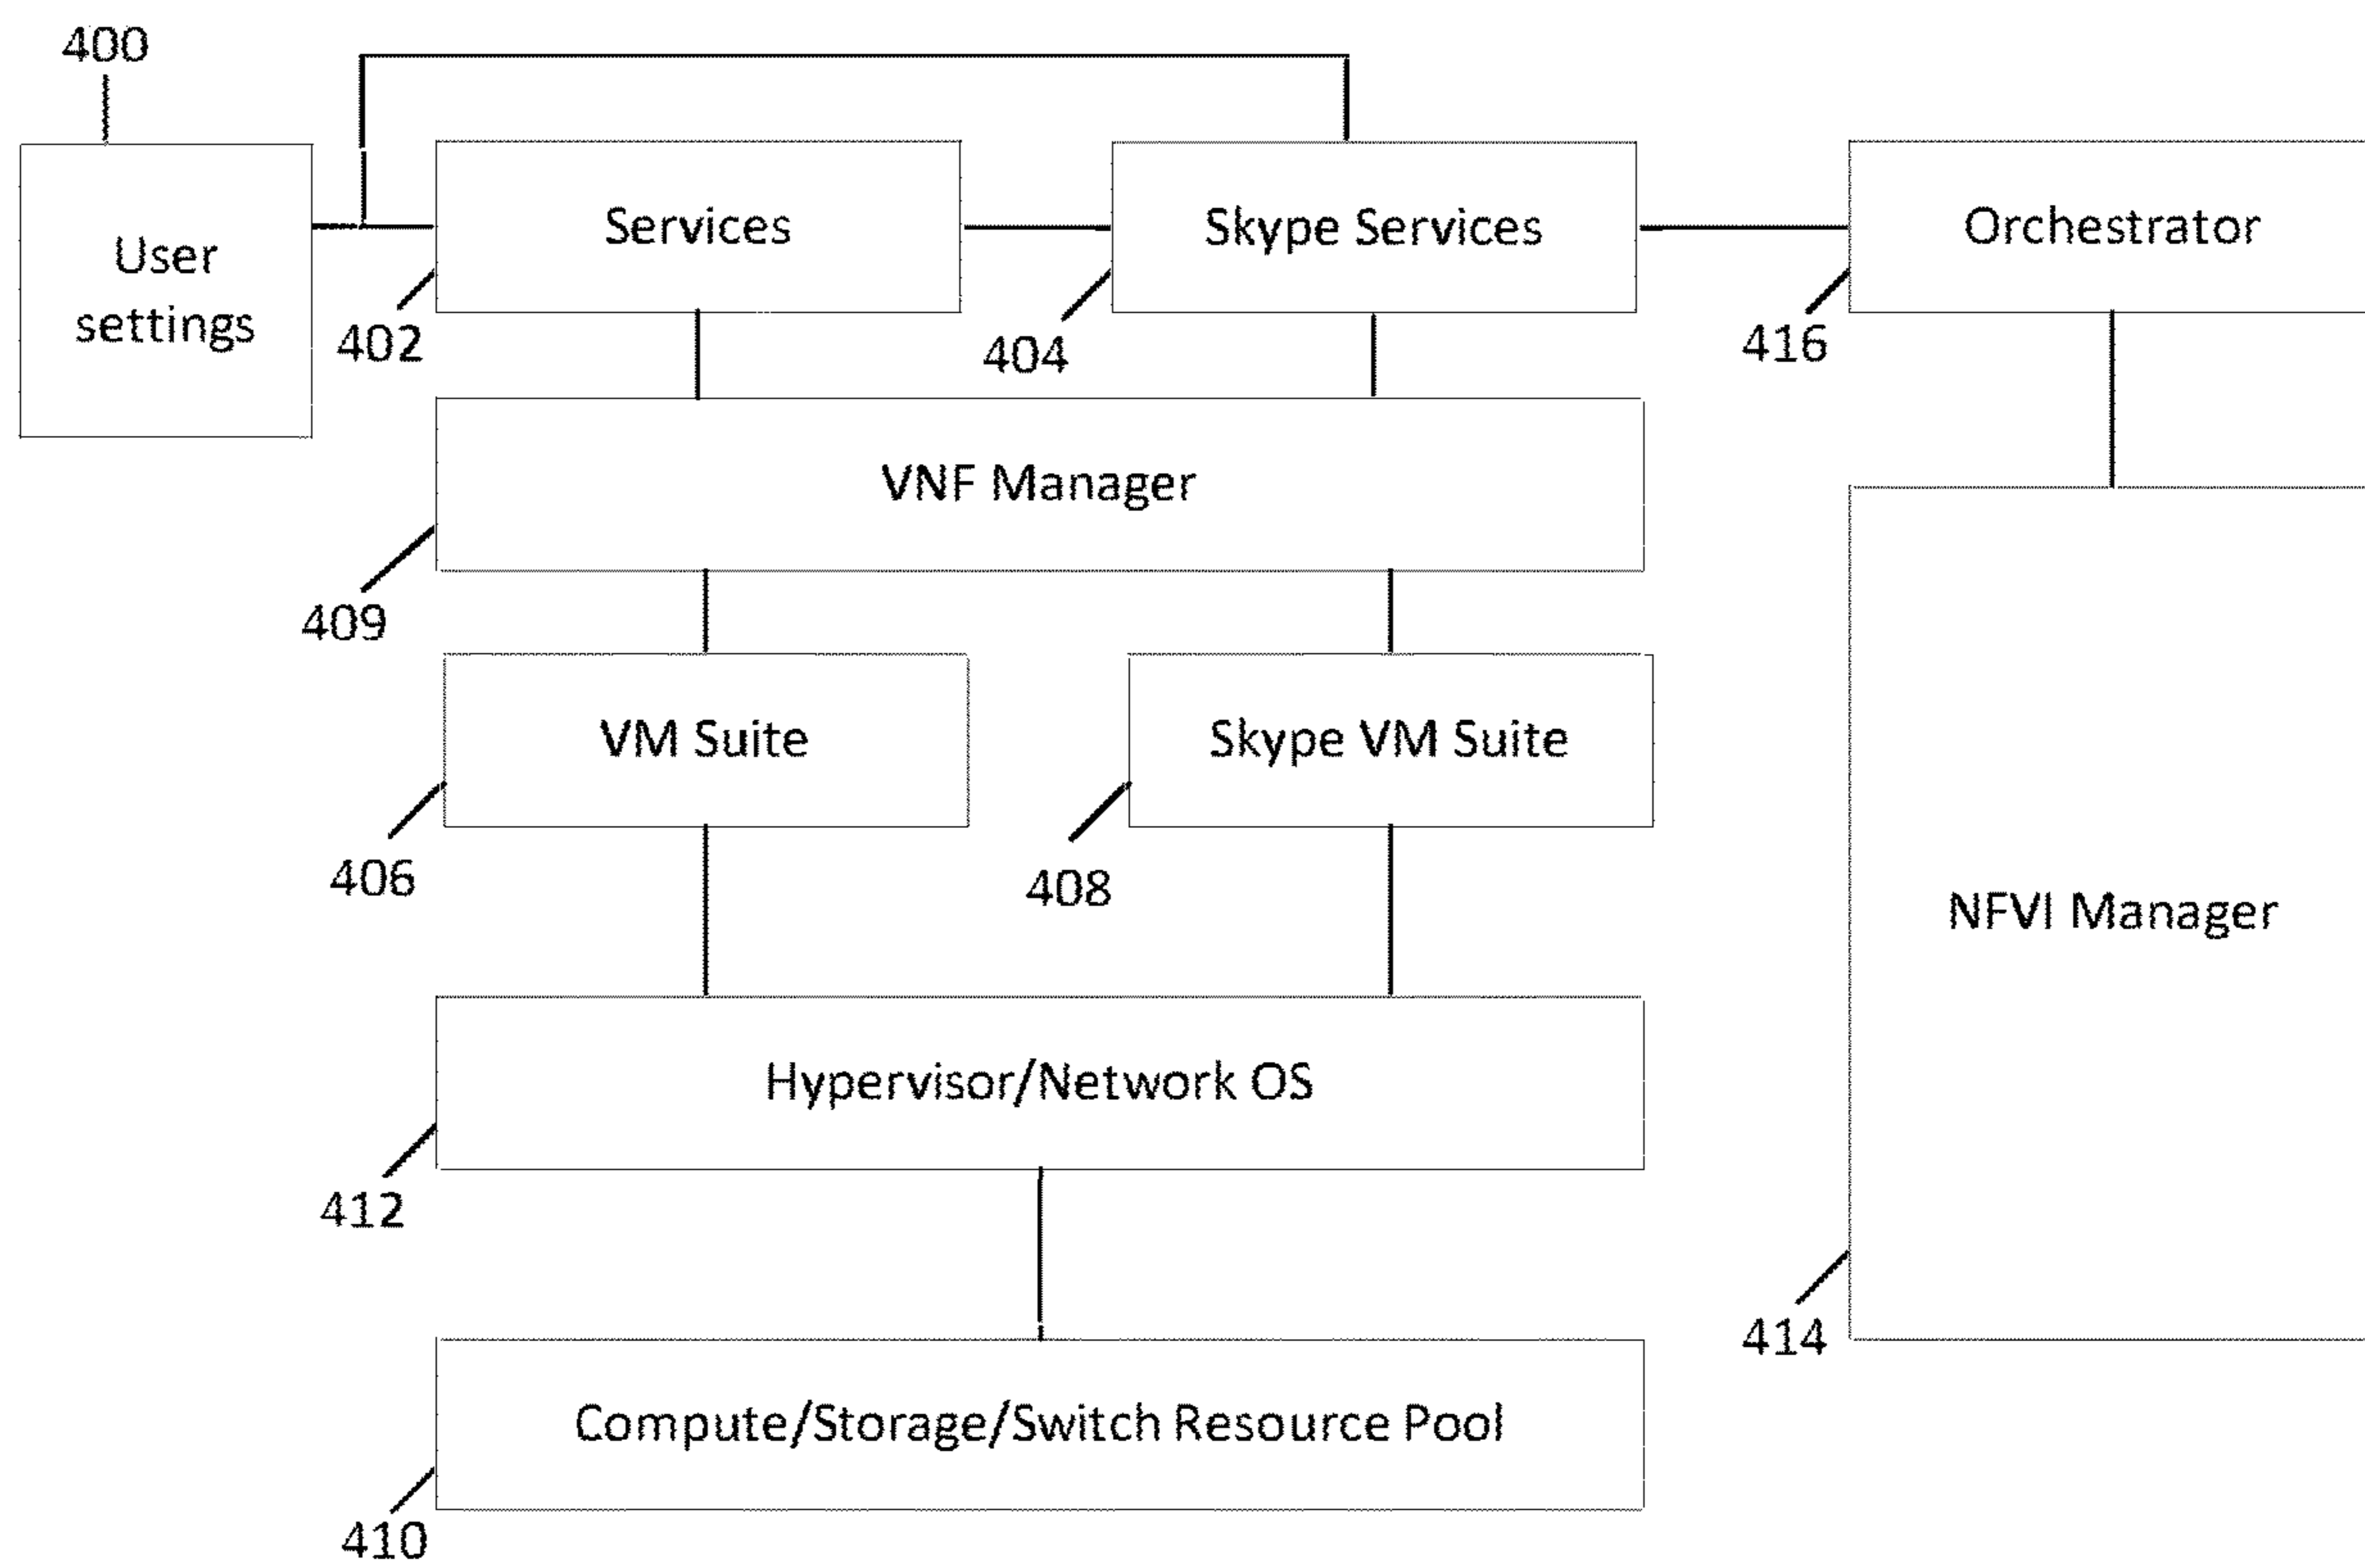 400
User
settings
Services
Skype Services
Orchestrator
402
404
416
VNF Manager
409
VM Suite
Skype VM Suite
406
408
NFVI Manager
Hypervisor/Network OS
412
414
Compute/Storage/Switch Resource Pool
410